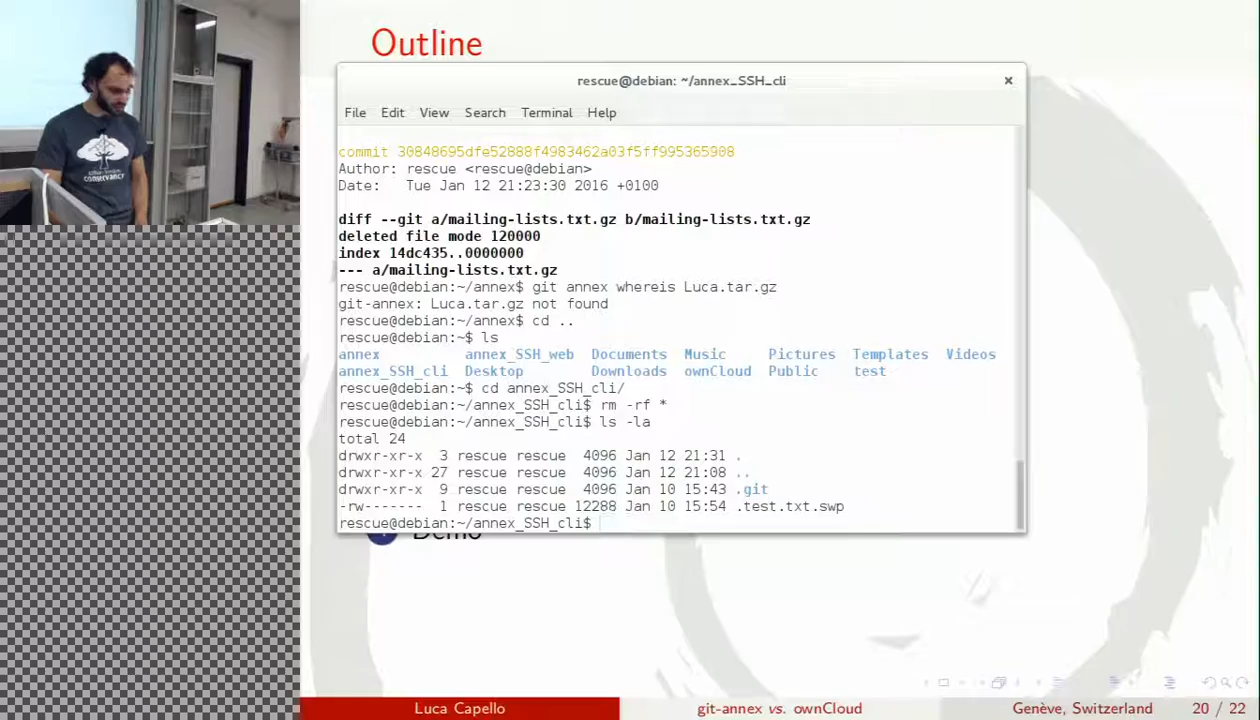 Outline
rescue@debian: ~/annex_SSH_cli
×
File Edit View Search Terminal Help
commit 30848695dfe52888f4983462a03f5ff995365908
Author: rescue <rescue@debian>
Date:   Tue Jan 12 21:23:30 2016 +0100
diff --git a/mailing-lists.txt.gz b/mailing-lists.txt.gz
deleted file mode 120000
index 14dc435..0000000
--- a/mailing-lists.txt.gz
rescue@debian:~/annex$ git annex whereis Luca.tar.gz
git-annex: Luca.tar.gz not found
rescue@debian:~/annex$ cd ..
rescue@debian:~$ ls
annex          annex_SSH_web  Documents  Music     Pictures  Templates  Videos
annex_SSH_cli  Desktop        Downloads  ownCloud  Public    test
rescue@debian:~$ cd annex_SSH_cli/
rescue@debian:~/annex_SSH_cli$ rm -rf *
rescue@debian:~/annex_SSH_cli$ ls -la
total 24
drwxr-xr-x  3 rescue rescue  4096 Jan 12 21:31 .
drwxr-xr-x 27 rescue rescue  4096 Jan 12 21:08 ..
drwxr-xr-x  9 rescue rescue  4096 Jan 10 15:43 .git
-rw-------  1 rescue rescue 12288 Jan 10 15:54 .test.txt.swp
rescue@debian:~/annex_SSH_cli$
Demo
Luca Capello
git-annex vs. ownCloud
Genève, Switzerland
20 / 22
conservancy